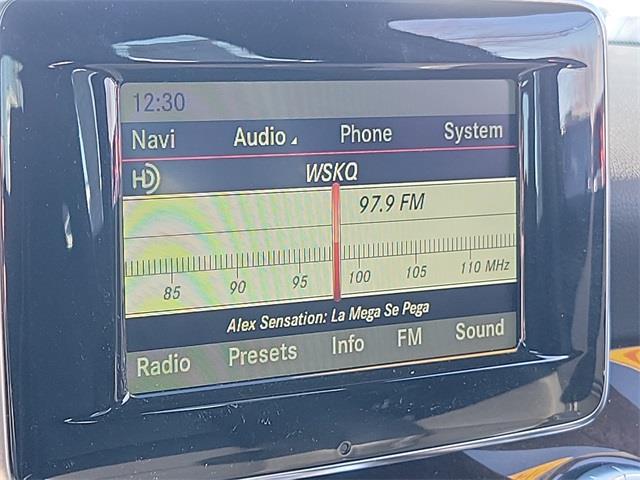 12:30
Navi Audio Phone System
HD WSKQ
97.9 FM
85 90 95 100 105 110 MHz
Alex Sensation: La Mega Se Pega
Radio Presets Info FM Sound